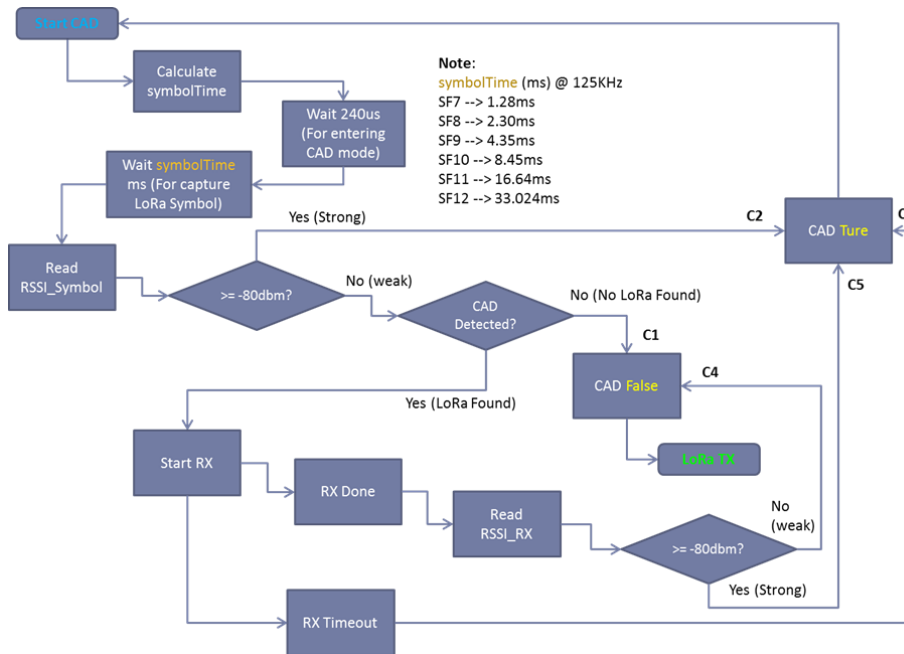 Start CAD
Calculate
symbolTime
Wait 240us
(For entering
CAD mode)
Note:
symbolTime (ms) @ 125KHz
SF7 --> 1.28ms
SF8 --> 2.30ms
SF9 --> 4.35ms
SF10 --> 8.45ms
SF11 --> 16.64ms
SF12 --> 33.024ms
Wait symbolTime
ms (For capture
LoRa Symbol)
Yes (Strong)
C2
CAD Ture
C
Read
RSSI_Symbol
>= -80dbm?
No (weak)
CAD
Detected?
No (No LoRa Found)
C5
C1
CAD False
C4
Yes (LoRa Found)
LoRa TX
Start RX
RX Done
Read
RSSI_RX
>= -80dbm?
No
(weak)
Yes (Strong)
RX Timeout